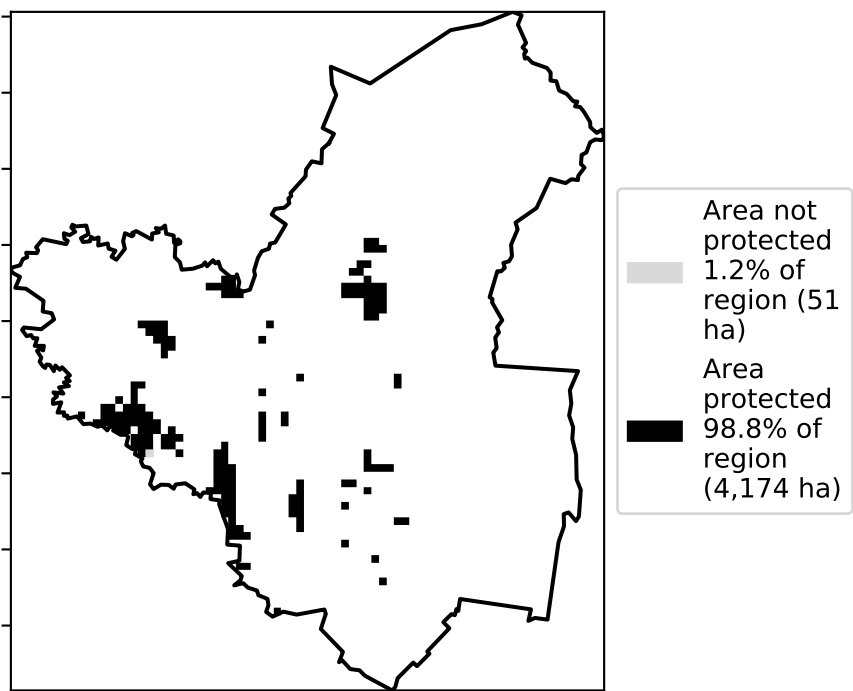 Area not
protected
1.2% of
region (51
ha)
Area
protected
98.8% of
region
(4,174 ha)